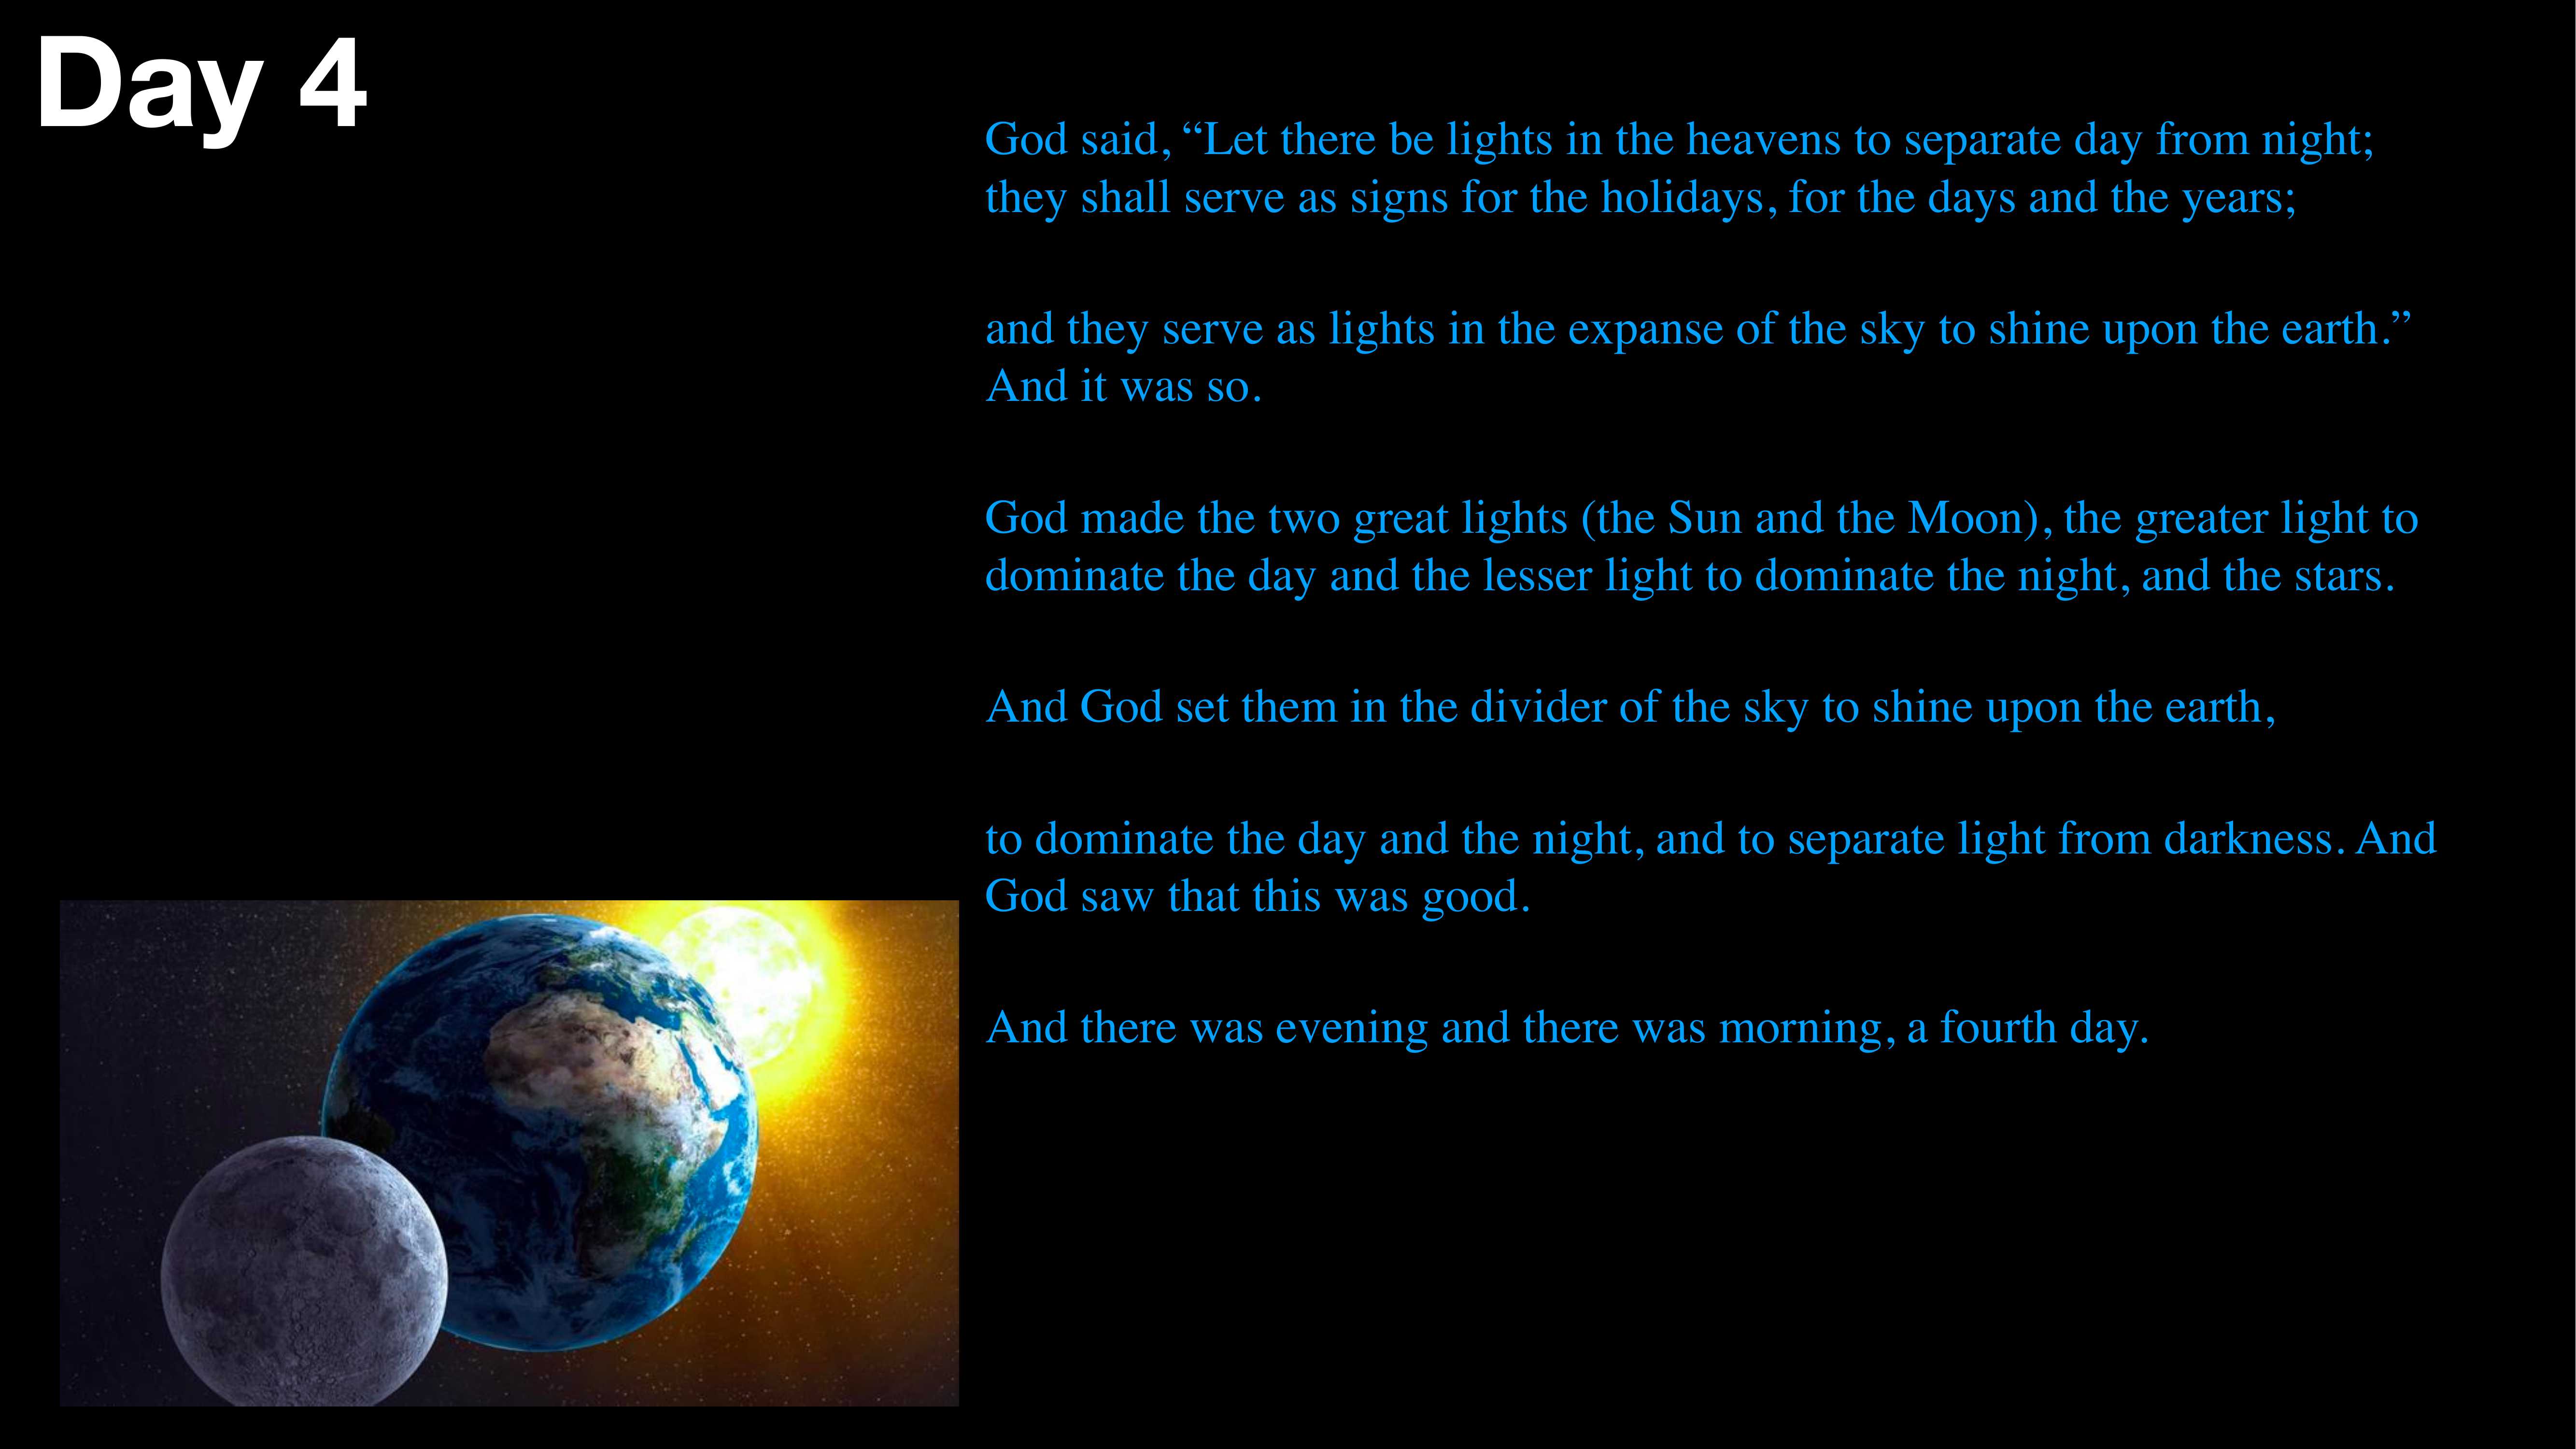 Day 4
God said, “Let there be lights in the heavens to separate day from night;
they shall serve as signs for the holidays, for the days and the years;
and they serve as lights in the expanse of the sky to shine upon the earth.”
And it was so.
God made the two great lights (the Sun and the Moon), the greater light to
dominate the day and the lesser light to dominate the night, and the stars.
And God set them in the divider of the sky to shine upon the earth,
to dominate the day and the night, and to separate light from darkness. And
God saw that this was good.
And there was evening and there was morning, a fourth day.